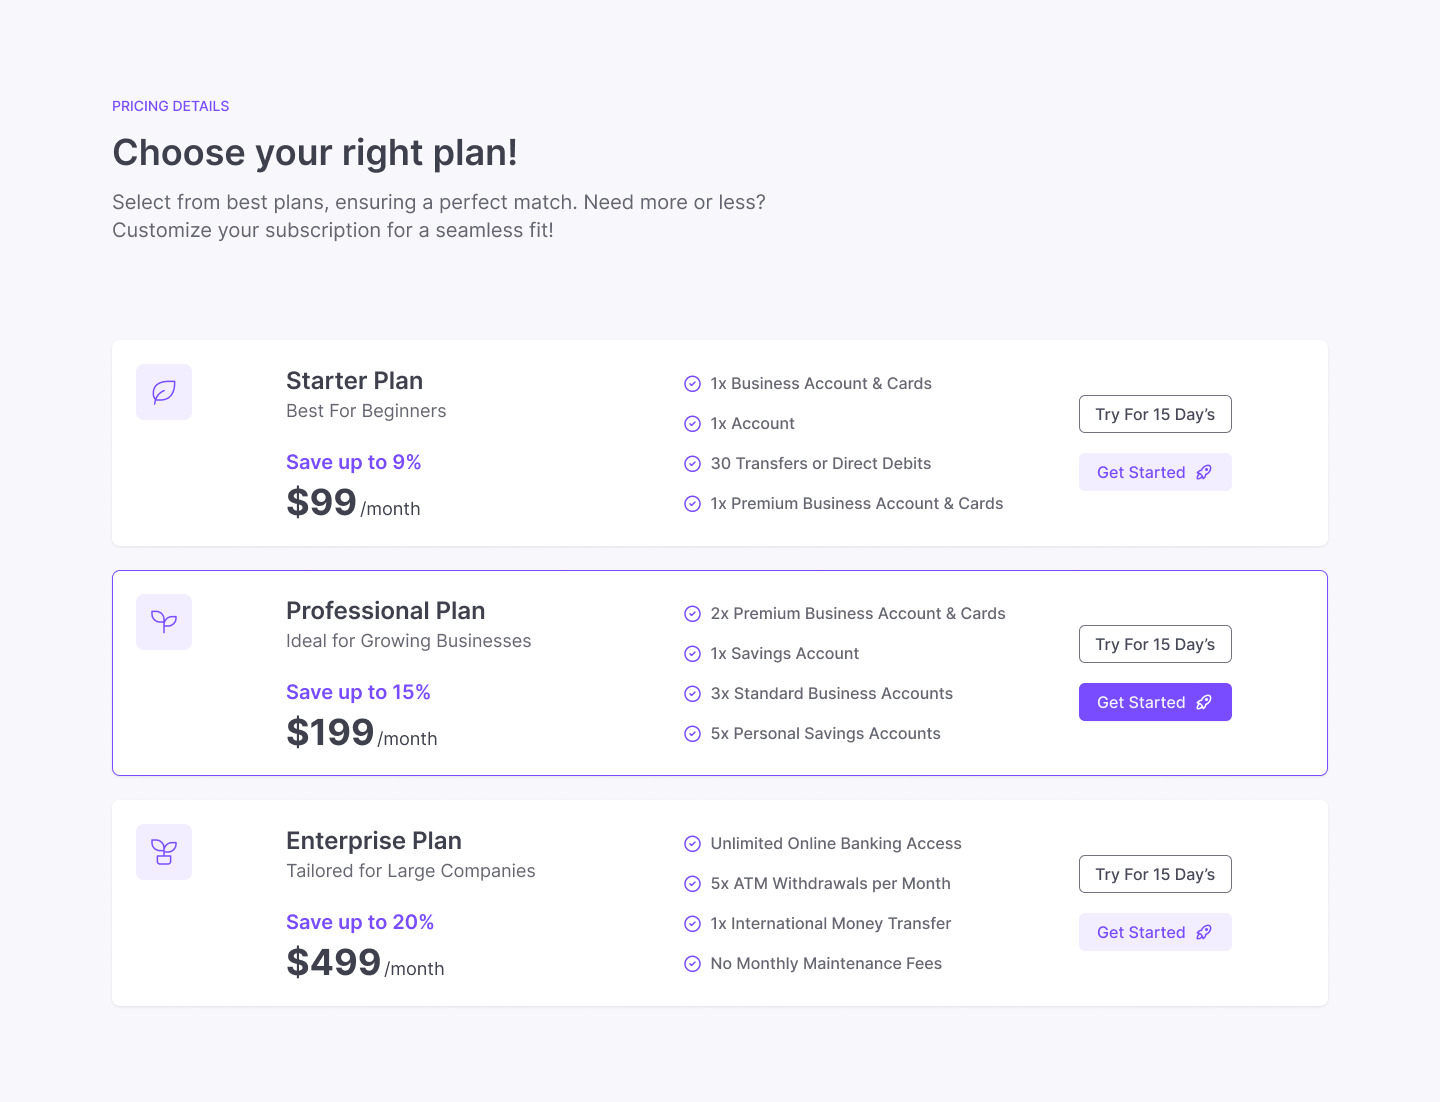 PRICING DETAILS
Choose your right plan!
Select from best plans, ensuring a perfect match. Need more or less?
Customize your subscription for a seamless fit!
Starter Plan
Best For Beginners
Save up to 9%
$99 /month
1x Business Account & Cards
1x Account
30 Transfers or Direct Debits
1x Premium Business Account & Cards
Try For 15 Day’s
Get Started
Professional Plan
Ideal for Growing Businesses
Save up to 15%
$199 /month
2x Premium Business Account & Cards
1x Savings Account
3x Standard Business Accounts
5x Personal Savings Accounts
Try For 15 Day’s
Get Started
Enterprise Plan
Tailored for Large Companies
Save up to 20%
$499 /month
Unlimited Online Banking Access
5x ATM Withdrawals per Month
1x International Money Transfer
No Monthly Maintenance Fees
Try For 15 Day’s
Get Started